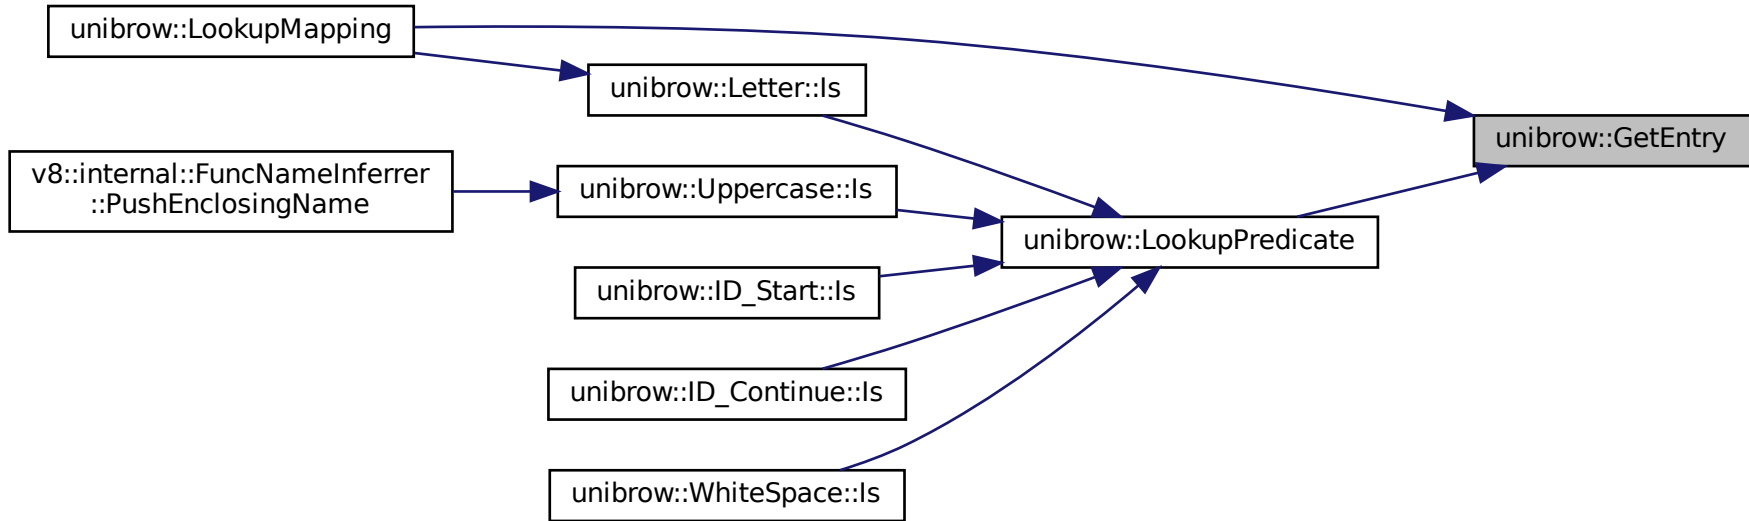 unibrow::LookupMapping
unibrow::Letter::Is
unibrow::GetEntry
v8::internal::FuncNameInferrer
::PushEnclosingName
unibrow::Uppercase::Is
unibrow::LookupPredicate
unibrow::ID_Start::Is
unibrow::ID_Continue::Is
unibrow::WhiteSpace::Is